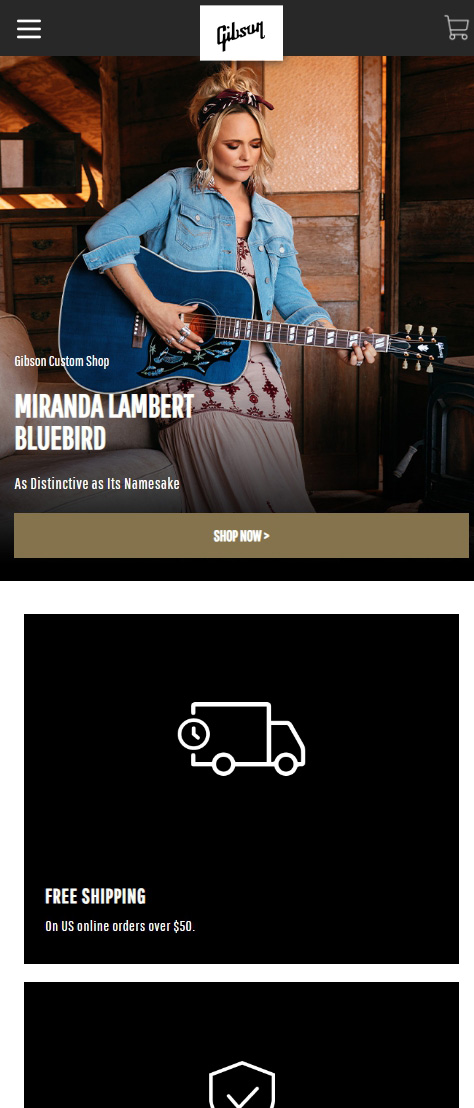 Gibson
Gibson Custom Shop
MIRANDA LAMBERT
BLUEBIRD
As Distinctive as Its Namesake
SHOP NOW >
FREE SHIPPING
On US online orders over $50.